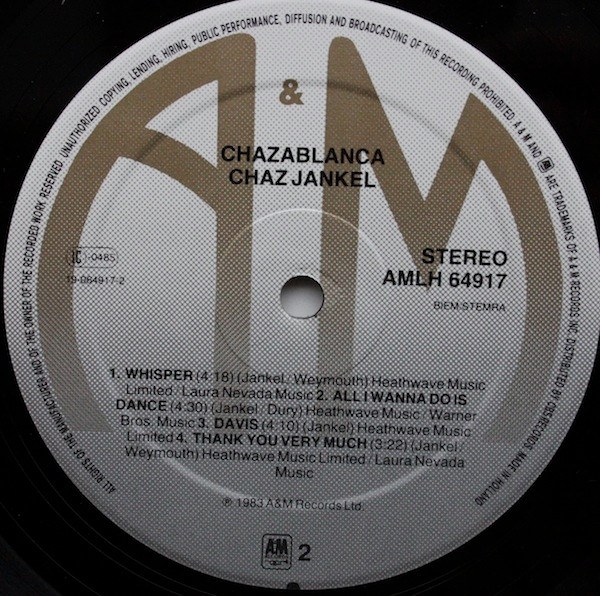 ALL RIGHTS OF THE MANUFACTURER AND OF THE OWNER OF THE RECORDED WORK RESERVED. UNAUTHORIZED COPYING, LENDING, HIRING, PUBLIC PERFORMANCE, DIFFUSION AND BROADCASTING OF THIS RECORDING PROHIBITED. A & M AND A&M ARE TRADEMARKS OF A & M RECORDS INC. DISTRIBUTED BY CBS RECORDS. MADE IN HOLLAND
A & M
CHAZABLANCA
CHAZ JANKEL
STEREO
AMLH 64917
BIEM/STEMRA
-0485
19-064917-2
1. WHISPER (4:18) (Jankel / Weymouth) Heathwave Music
Limited / Laura Nevada Music 2. ALL I WANNA DO IS
DANCE (4:30) (Jankel / Dury) Heathwave Music / Warner
Bros. Music 3. DAVIS (4:10) (Jankel) Heathwave Music
Limited 4. THANK YOU VERY MUCH (3:22) (Jankel /
Weymouth) Heathwave Music Limited / Laura Nevada
Music
℗ 1983 A&M Records Ltd.
A&M
2